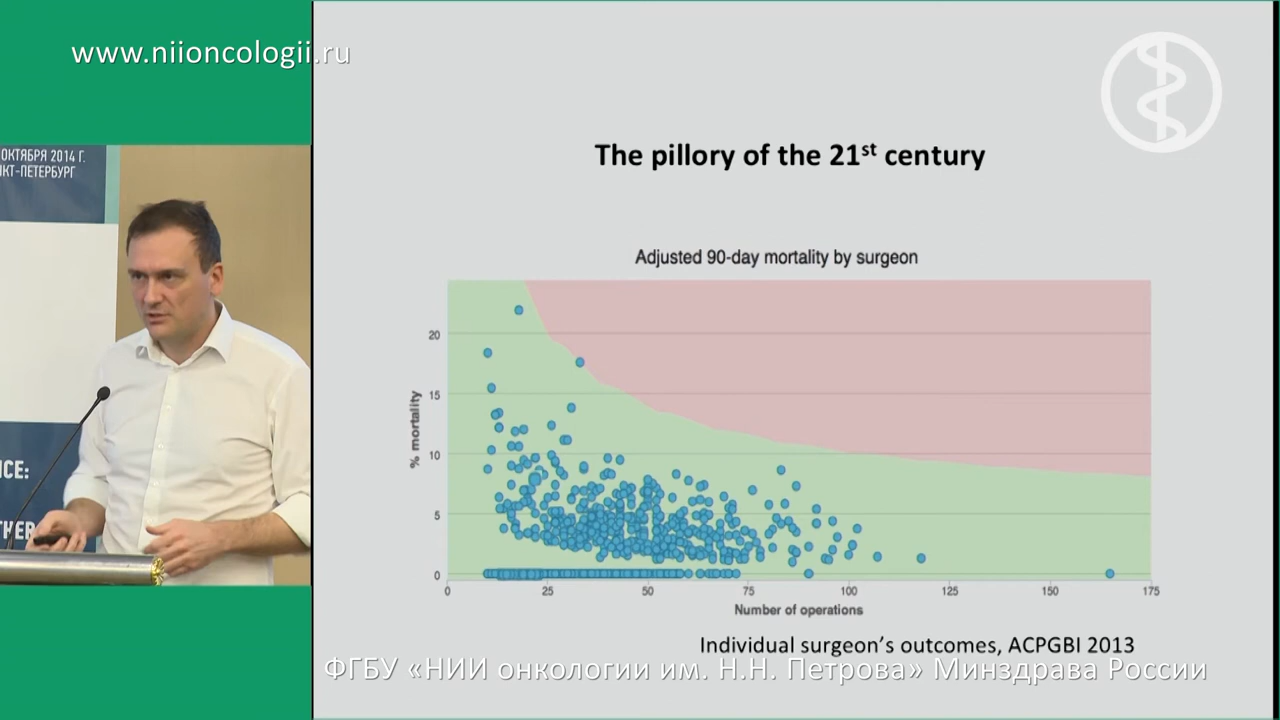 www.niioncologii.ru
ОКТЯБРЯ 2014 Г.
КТ-ПЕТЕРБУРГ
The pillory of the 21st century
Adjusted 90-day mortality by surgeon
% mortality
20
15
10
5
0
0 25 50 75 100 125 150 175
Number of operations
Individual surgeon's outcomes, ACPGBI 2013
ФГБУ «НИИ онкологии им. Н.Н. Петрова» Минздрава России